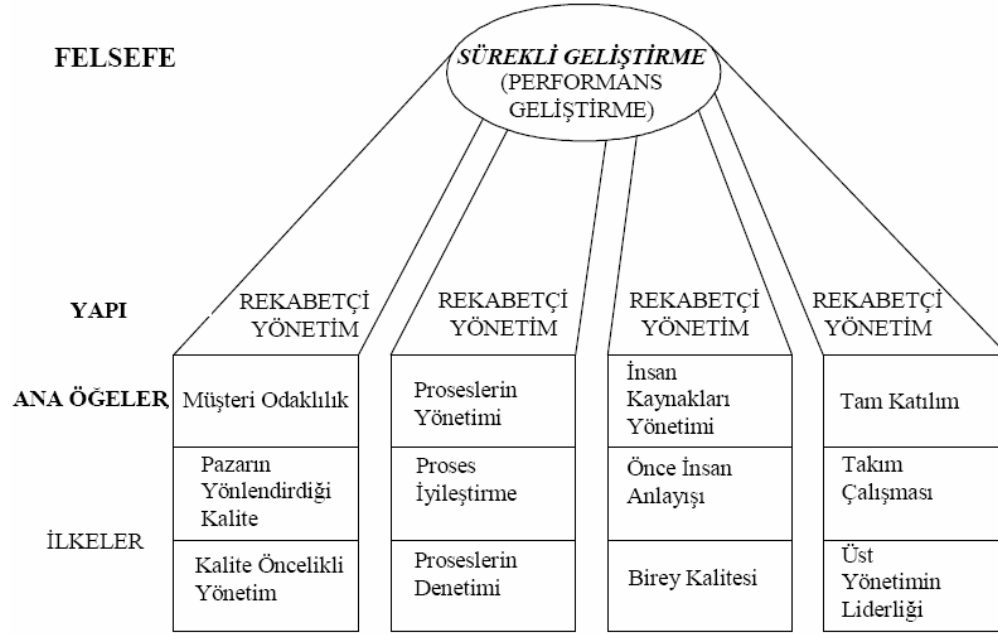 FELSEFE
SÜREKLİ GELİŞTİRME
(PERFORMANS
GELİŞTİRME)
YAPI
REKABETÇİ
YÖNETİM
REKABETÇİ
YÖNETİM
REKABETÇİ
YÖNETİM
REKABETÇİ
YÖNETİM
ANA ÖĞELER
Müşteri Odaklılık
Proseslerin
Yönetimi
İnsan
Kaynakları
Yönetimi
Tam Katılım
İLKELER
Pazarın
Yönlendirdiği
Kalite
Proses
İyileştirme
Önce İnsan
Anlayışı
Takım
Çalışması
Kalite Öncelikli
Yönetim
Proseslerin
Denetimi
Birey Kalitesi
Üst
Yönetimin
Liderliği